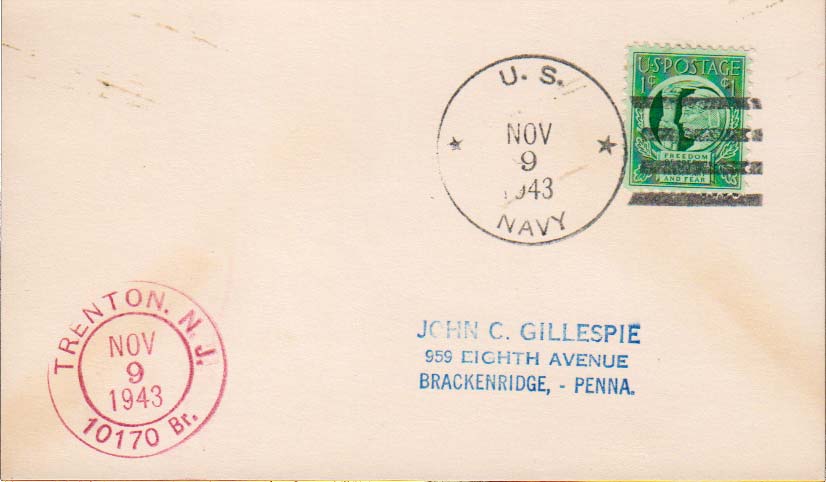 U. S.
NOV
9
1943
NAVY
U·S·POSTAGE
1¢ ¢1
FREEDOM
AND FEAR
JOHN C. GILLESPIE
959 EIGHTH AVENUE
BRACKENRIDGE, - PENNA.
TRENTON, N.J.
NOV
9
1943
10170 Br.